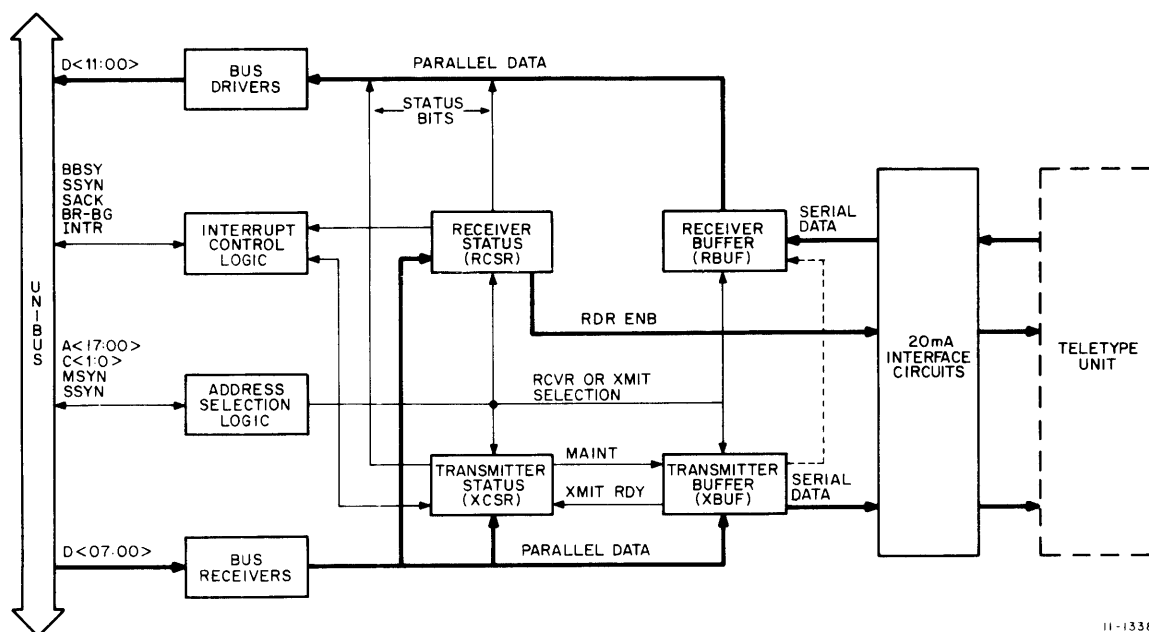 D<11:00>
BUS
DRIVERS
PARALLEL DATA
STATUS
BITS
BBSY
SSYN
SACK
BR-BG
INTR
INTERRUPT
CONTROL
LOGIC
RECEIVER
STATUS
(RCSR)
RECEIVER
BUFFER
(RBUF)
SERIAL
DATA
UNIBUS
RDR ENB
20mA
INTERFACE
CIRCUITS
TELETYPE
UNIT
A<17:00>
C<1:0>
MSYN
SSYN
ADDRESS
SELECTION
LOGIC
RCVR OR XMIT
SELECTION
TRANSMITTER
STATUS
(XCSR)
MAINT
XMIT RDY
TRANSMITTER
BUFFER
(XBUF)
SERIAL
DATA
D<07:00>
BUS
RECEIVERS
PARALLEL DATA
11-1338